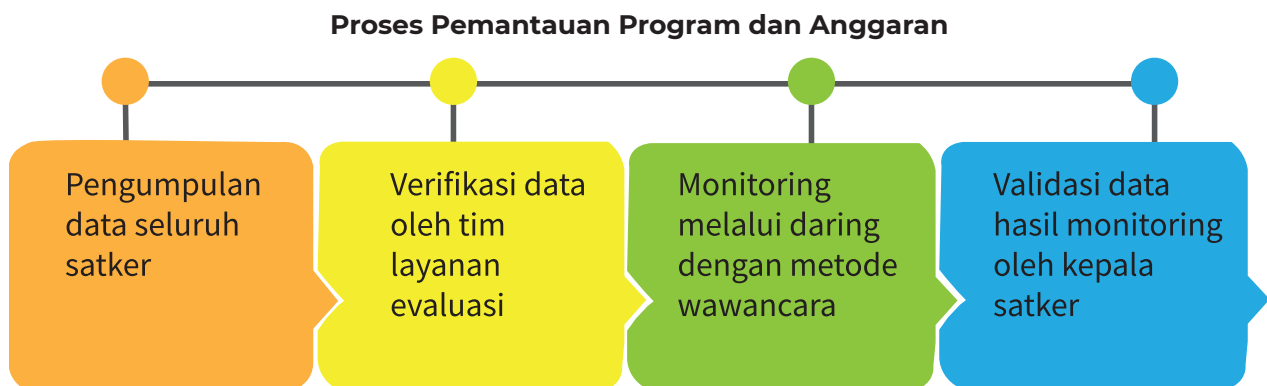 Proses Pemantauan Program dan Anggaran
Pengumpulan
data seluruh
satker
Verifikasi data
oleh tim
layanan
evaluasi
Monitoring
melalui daring
dengan metode
wawancara
Validasi data
hasil monitoring
oleh kepala
satker